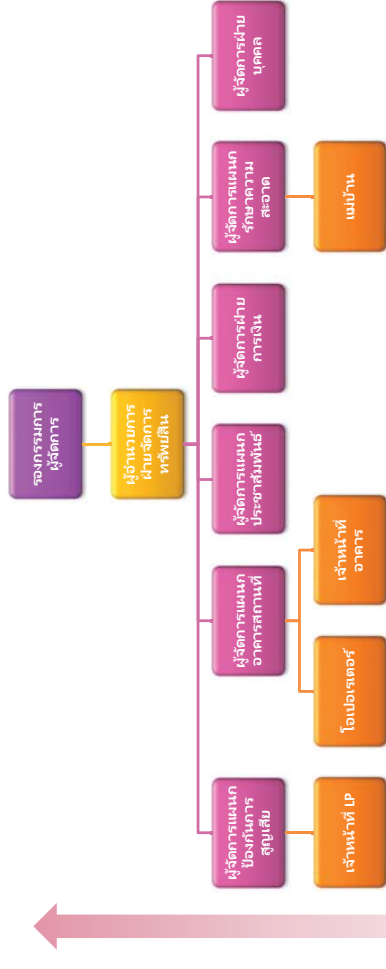 รองกรรมการ
ผู้จัดการ
ผู้อำนวยการ
ฝ่ายจัดการ
ทรัพย์สิน
ผู้จัดการแผนก
ป้องกันการ
สูญเสีย
ผู้จัดการแผนก
อาคารสถานที่
ผู้จัดการแผนก
ประชาสัมพันธ์
ผู้จัดการฝ่าย
การเงิน
ผู้จัดการแผนก
รักษาความ
สะอาด
ผู้จัดการฝ่าย
บุคคล
เจ้าหน้าที่ LP
โอเปอเรเตอร์
เจ้าหน้าที่
อาคาร
แม่บ้าน